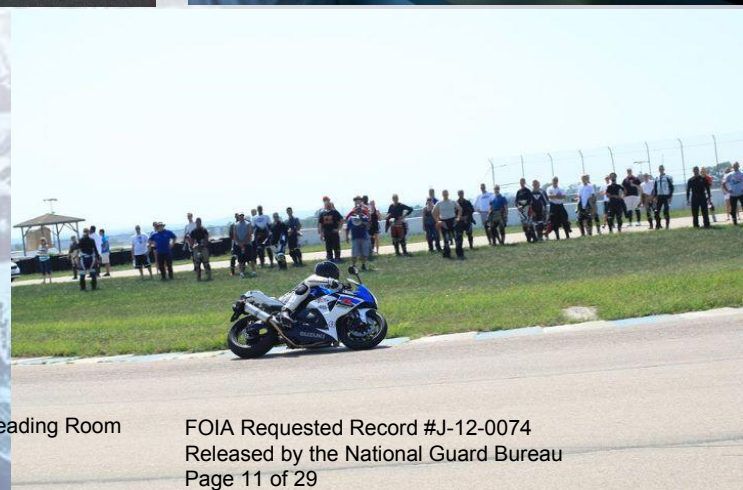 eading Room
FOIA Requested Record #J-12-0074
Released by the National Guard Bureau
Page 11 of 29
SUZUKI